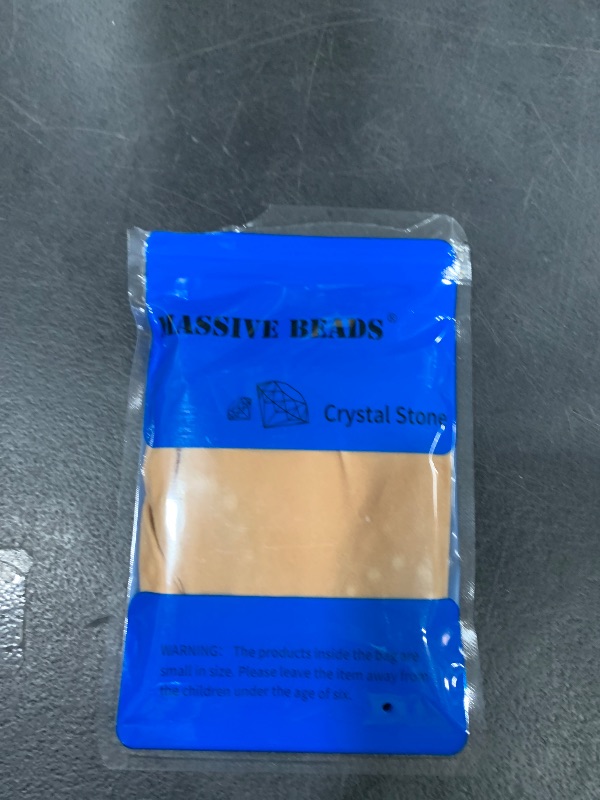 MASSIVE BEADS®
Crystal Stone
WARNING: The products inside the bag are
small in size. Please leave the item away from
the children under the age of six.